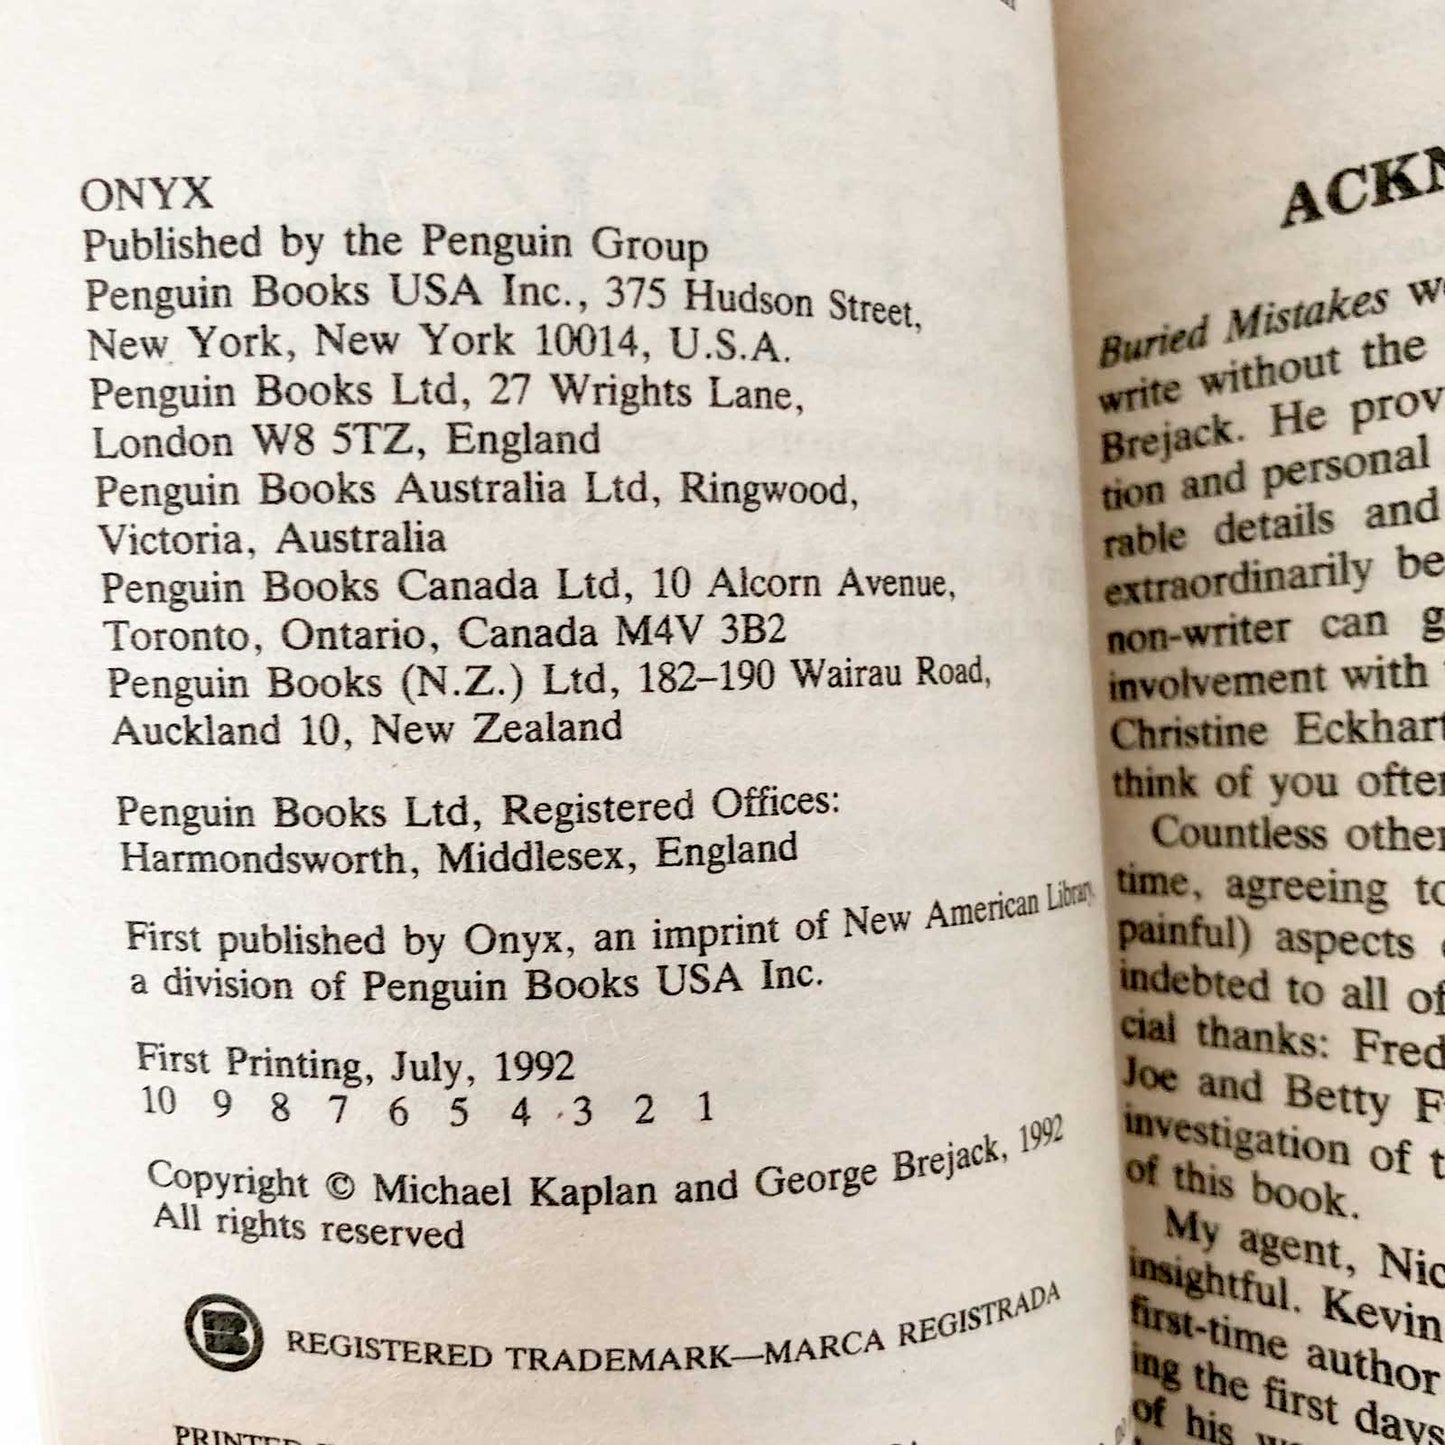 ONYX
Published by the Penguin Group
Penguin Books USA Inc., 375 Hudson Street,
New York, New York 10014, U.S.A.
Penguin Books Ltd, 27 Wrights Lane,
London W8 5TZ, England
Penguin Books Australia Ltd, Ringwood,
Victoria, Australia
Penguin Books Canada Ltd, 10 Alcorn Avenue,
Toronto, Ontario, Canada M4V 3B2
Penguin Books (N.Z.) Ltd, 182–190 Wairau Road,
Auckland 10, New Zealand
Penguin Books Ltd, Registered Offices:
Harmondsworth, Middlesex, England
First published by Onyx, an imprint of New American Library,
a division of Penguin Books USA Inc.
First Printing, July, 1992
10 9 8 7 6 5 4 3 2 1
Copyright © Michael Kaplan and George Brejack, 1992
All rights reserved
REGISTERED TRADEMARK—MARCA REGISTRADA
PRINTED
ACKN
Buried Mistakes w
write without the
Brejack. He prov
tion and personal
rable details and
extraordinarily be
non-writer can g
involvement with
Christine Eckhart
think of you often
Countless other
time, agreeing to
painful) aspects
indebted to all of
cial thanks: Fred
Joe and Betty F
investigation of t
of this book.
My agent, Nic
insightful. Kevin
first-time author
ing the first days
of his w